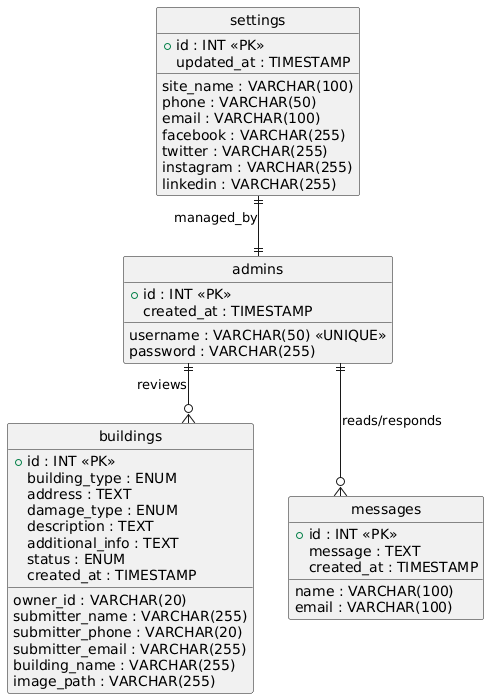 settings
id : INT «PK»
updated_at : TIMESTAMP
site_name : VARCHAR(100)
phone : VARCHAR(50)
email : VARCHAR(100)
facebook : VARCHAR(255)
twitter : VARCHAR(255)
instagram : VARCHAR(255)
linkedin : VARCHAR(255)
managed_by
admins
id : INT «PK»
created_at : TIMESTAMP
username : VARCHAR(50) «UNIQUE»
password : VARCHAR(255)
reviews
reads/responds
buildings
id : INT «PK»
building_type : ENUM
address : TEXT
damage_type : ENUM
description : TEXT
additional_info : TEXT
status : ENUM
created_at : TIMESTAMP
owner_id : VARCHAR(20)
submitter_name : VARCHAR(255)
submitter_phone : VARCHAR(20)
submitter_email : VARCHAR(255)
building_name : VARCHAR(255)
image_path : VARCHAR(255)
messages
id : INT «PK»
message : TEXT
created_at : TIMESTAMP
name : VARCHAR(100)
email : VARCHAR(100)